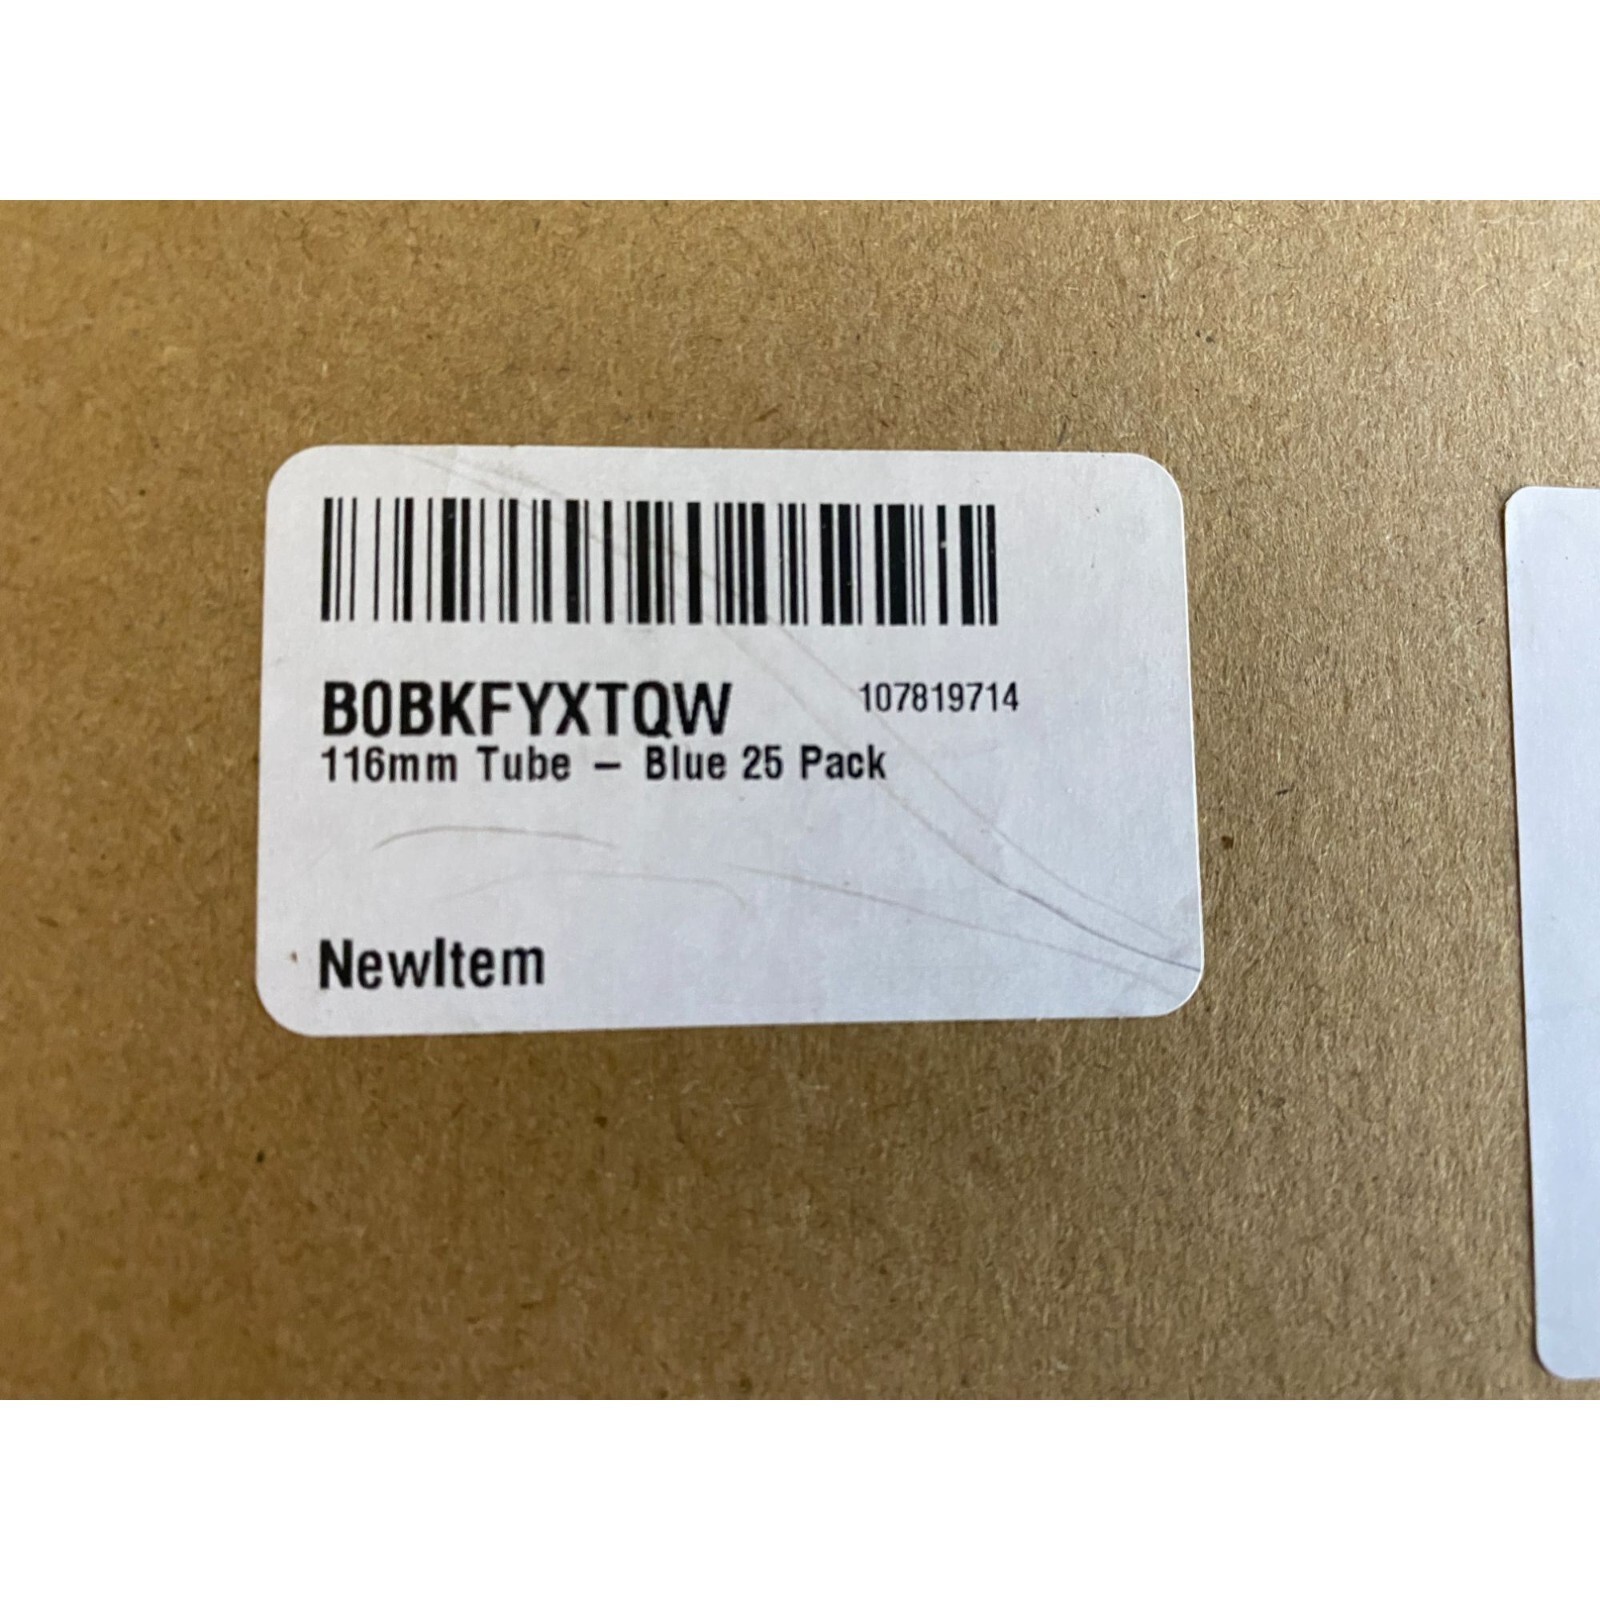 B0BKFYXTQW 107819714
116mm Tube – Blue 25 Pack
NewItem